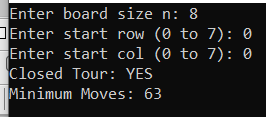 Enter board size n: 8
Enter start row (0 to 7): 0
Enter start col (0 to 7): 0
Closed Tour: YES
Minimum Moves: 63